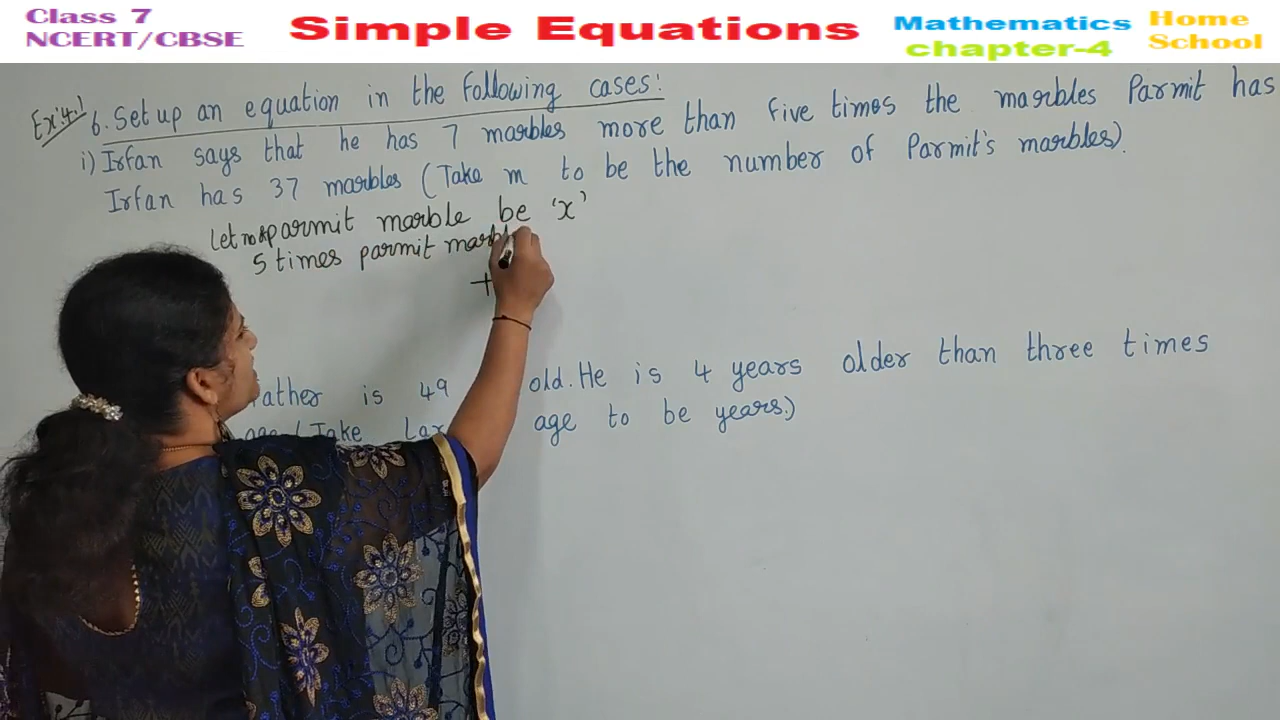 Class 7
NCERT/CBSE
Simple Equations
Mathematics
chapter-4
Home
School
Ex:4.1
6. Set up an equation in the following cases:
i) Irfan says that he has 7 marbles more than Five times the marbles Parmit has
Irfan has 37 marbles (Take m to be the number of Parmit's marbles).
let parmit marble be 'x'
5 times parmit
+
is 49 old. He is 4 years older than three times
(Take age to be years.)